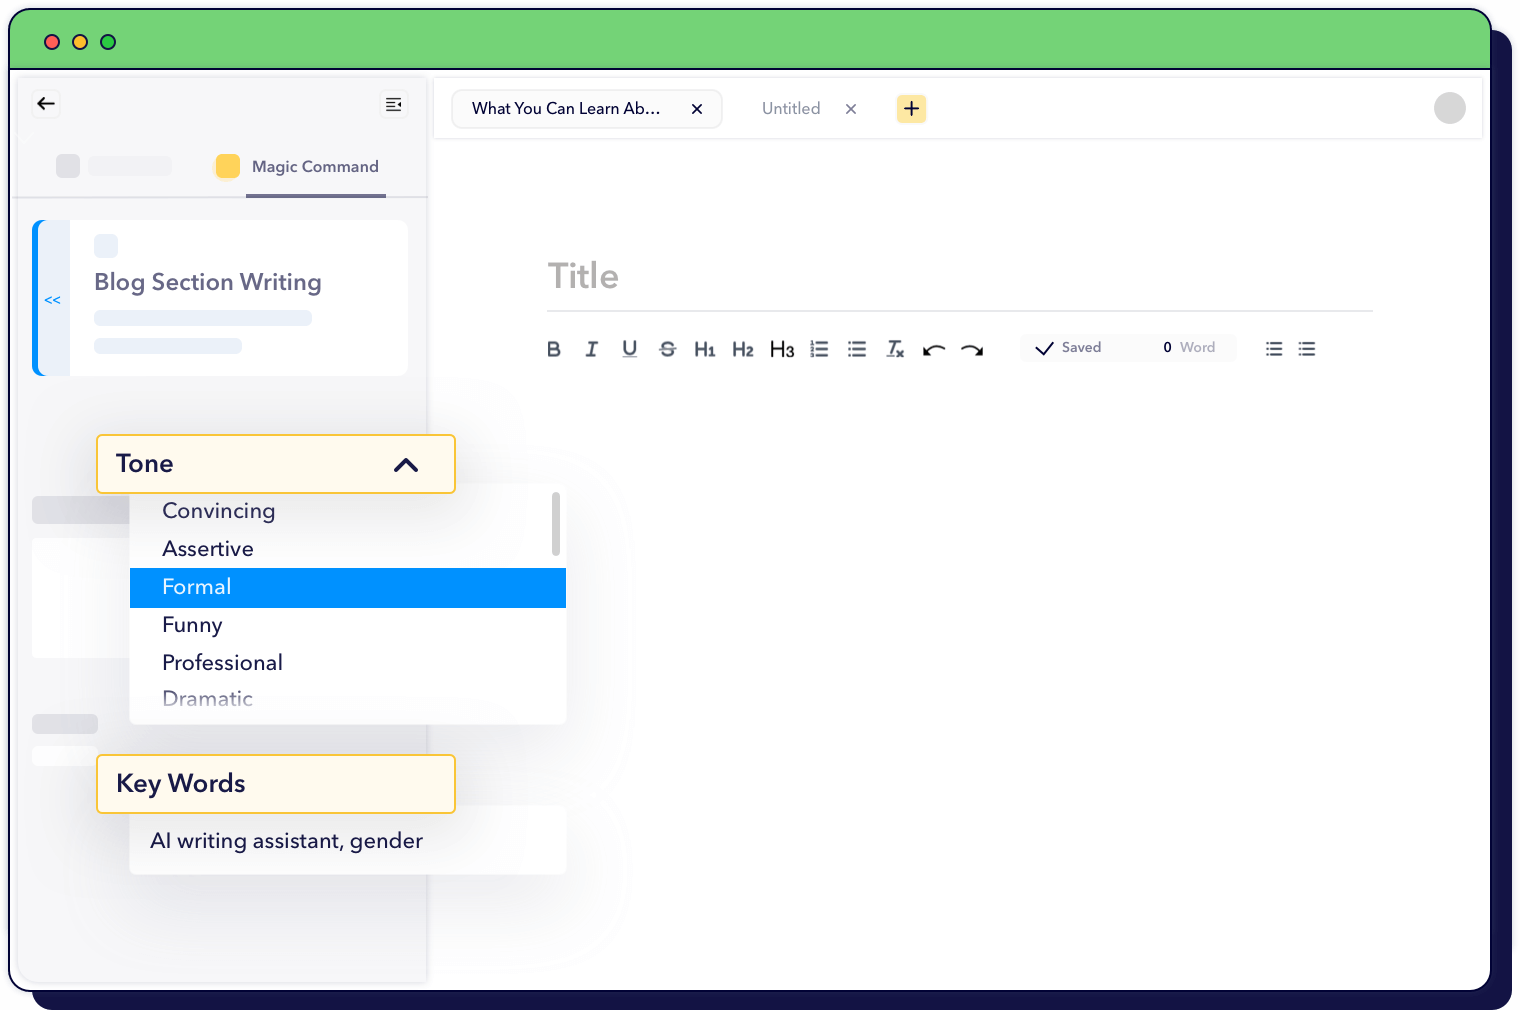 What You Can Learn Ab...
Untitled
Magic Command
<<
Blog Section Writing
Title
B I U S H1 H2 H3 Tx
Saved 0 Word
Tone
Convincing
Assertive
Formal
Funny
Professional
Dramatic
Key Words
AI writing assistant, gender